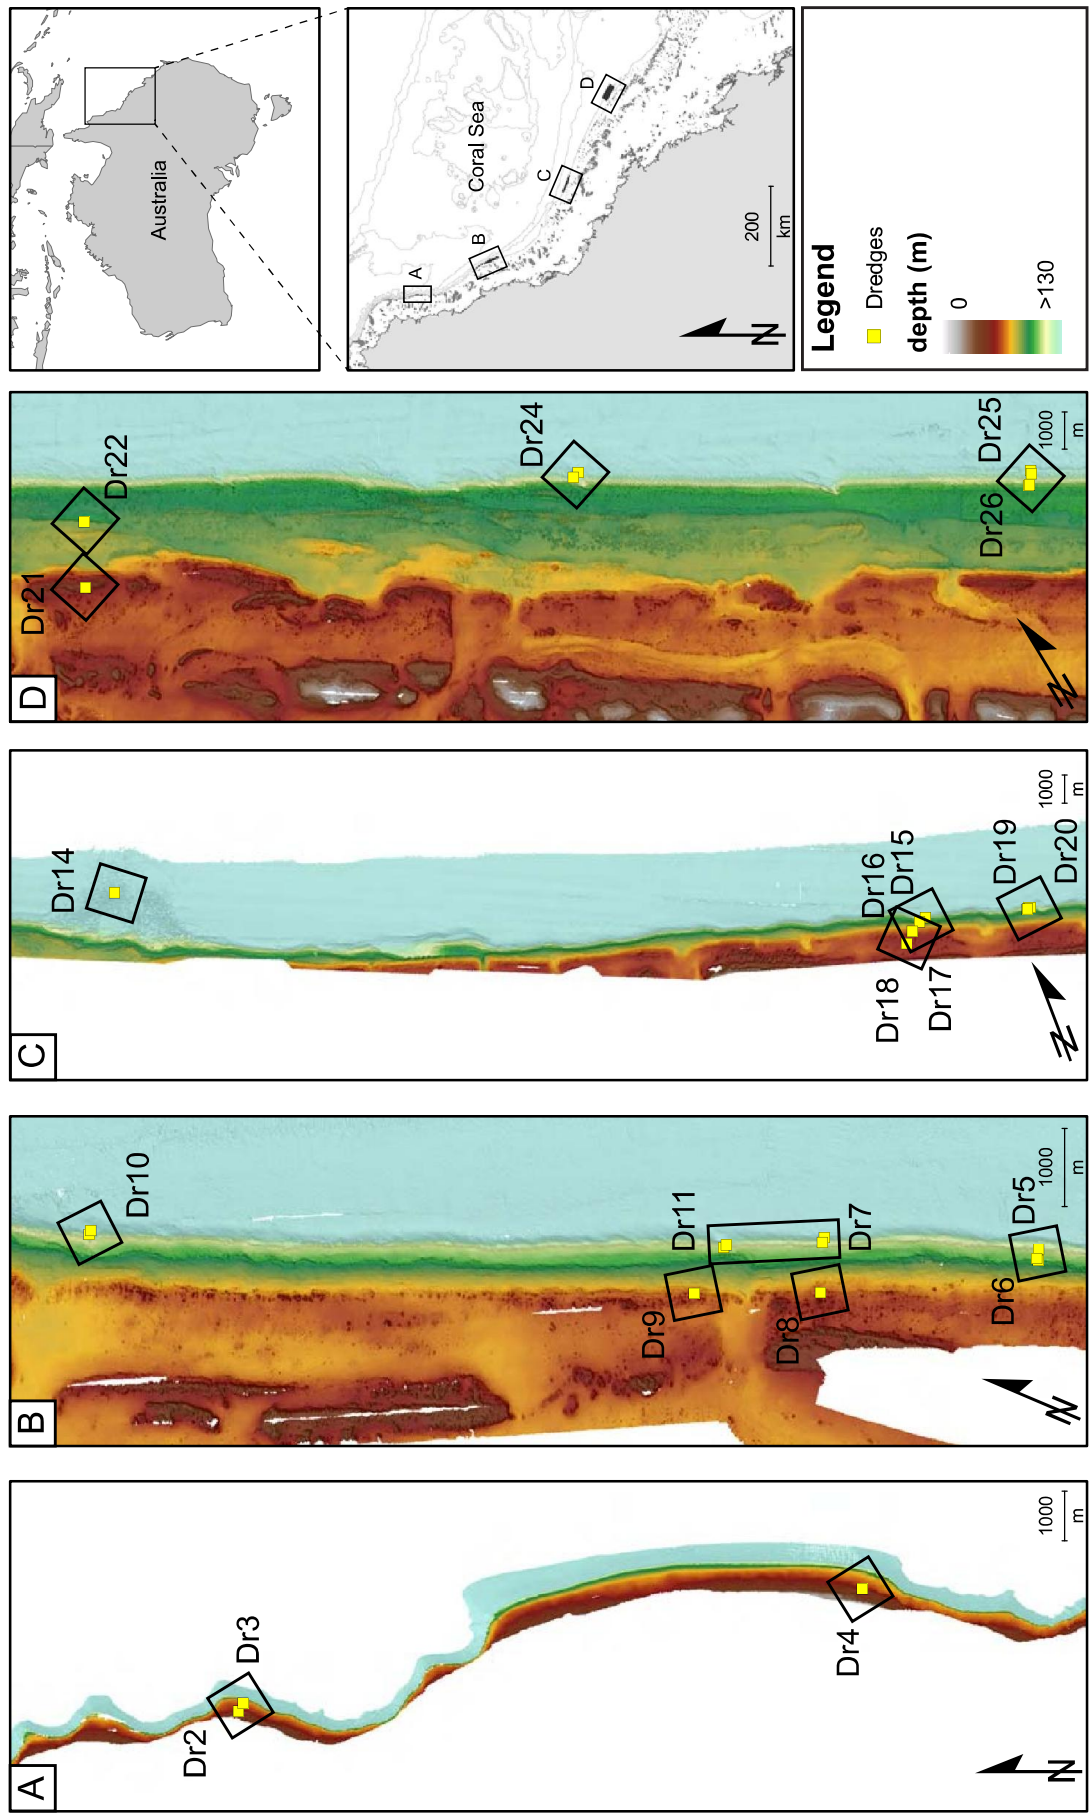 A
Dr2
Dr3
Dr4
1000
m
N
B
Dr10
Dr11
Dr9
Dr7
Dr8
Dr5
Dr6
1000
m
N
C
Dr14
Dr16
Dr15
Dr18
Dr17
Dr19
Dr20
1000
m
N
D
Dr21
Dr22
Dr24
Dr25
Dr26
1000
m
N
Australia
Coral Sea
A
B
C
D
200
km
N
Legend
Dredges
depth (m)
0
>130